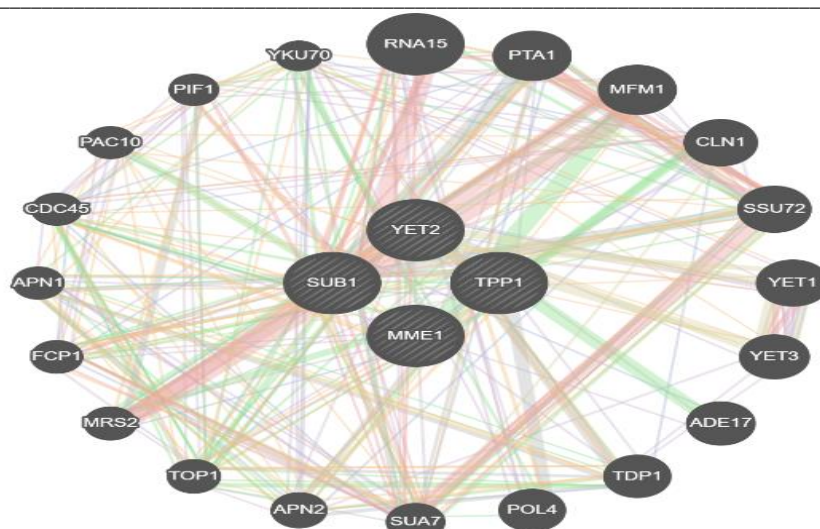 RNA15
YKU70
PTA1
PIF1
MFM1
PAC10
CLN1
CDC45
SSU72
YET2
SUB1
TPP1
APN1
YET1
MME1
FCP1
YET3
MRS2
ADE17
TOP1
TDP1
APN2
POL4
SUA7